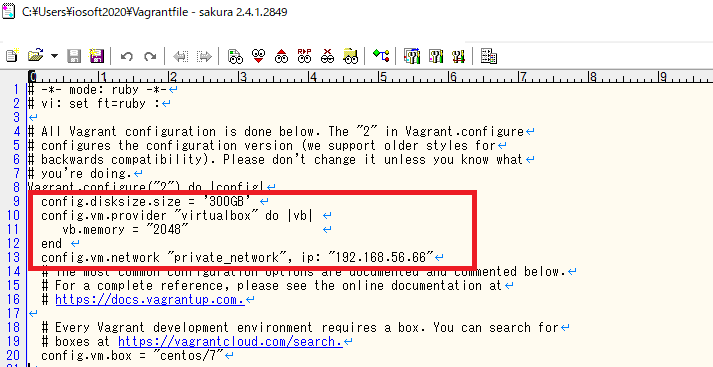 C:¥Users¥iosoft2020¥Vagrantfile - sakura 2.4.1.2849
0 1 2 3 4 5 6 7 8 9
1 # -*- mode: ruby -*-↵
2 # vi: set ft=ruby :↵
3 ↵
4 # All Vagrant configuration is done below. The "2" in Vagrant.configure↵
5 # configures the configuration version (we support older styles for↵
6 # backwards compatibility). Please don't change it unless you know what↵
7 # you're doing.↵
8 Vagrant.configure("2") do |config|
9 config.disksize.size = '300GB' ↵
10 config.vm.provider "virtualbox" do |vb| ↵
11 vb.memory = "2048" ↵
12 end ↵
13 config.vm.network "private_network", ip: "192.168.56.66"↵
14 # The most common configuration options are documented and commented below.↵
15 # For a complete reference, please see the online documentation at↵
16 # https://docs.vagrantup.com.↵
17 ↵
18 # Every Vagrant development environment requires a box. You can search for↵
19 # boxes at https://vagrantcloud.com/search.↵
20 config.vm.box = "centos/7"↵